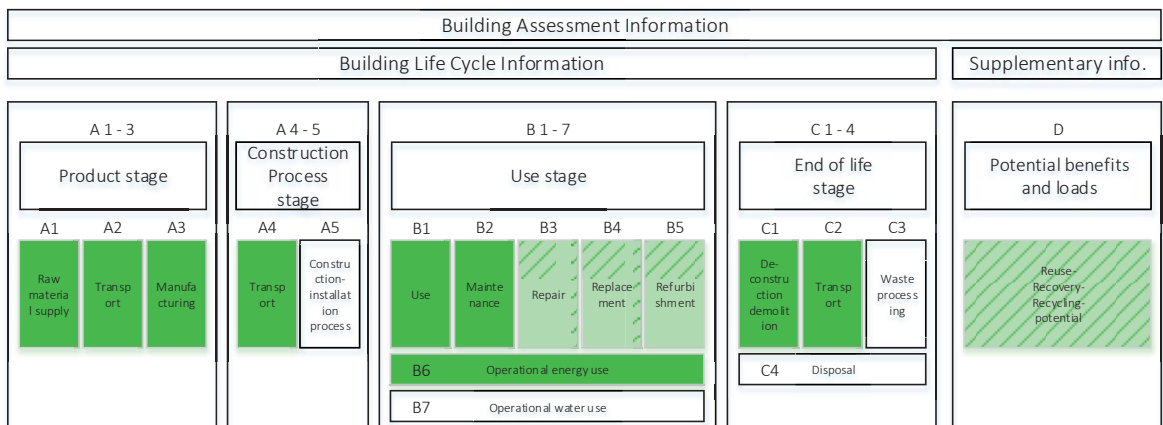 Building Assessment Information
Building Life Cycle Information
Supplementary info.
A 1 - 3
A 4 - 5
B 1 - 7
C 1 - 4
D
Product stage
Construction
Process
stage
Use stage
End of life
stage
Potential benefits
and loads
A1
A2
A3
A4
A5
B1
B2
B3
B4
B5
C1
C2
C3
Raw
materia
l supply
Transp
ort
Manufa
cturing
Transp
ort
Constru
ction-
installat
ion
process
Use
Mainte
nance
Repair
Replace
ment
Refurbi
shment
De-
construc
tion
demolit
ion
Transp
ort
Waste
process
ing
Reuse-
Recovery-
Recycling-
potential
B6
Operational energy use
C4
Disposal
B7
Operational water use